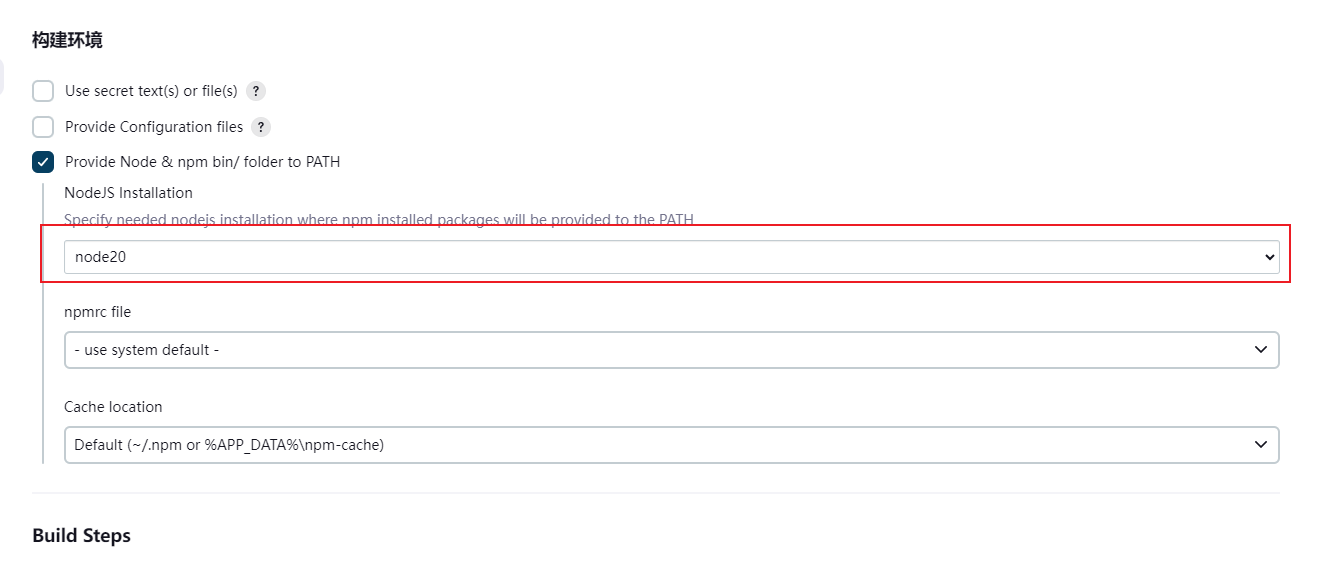 构建环境
Use secret text(s) or file(s) ?
Provide Configuration files ?
Provide Node & npm bin/ folder to PATH
NodeJS Installation
Specify needed nodejs installation where npm installed packages will be provided to the PATH
node20
npmrc file
- use system default -
Cache location
Default (~/.npm or %APP_DATA%\npm-cache)
Build Steps